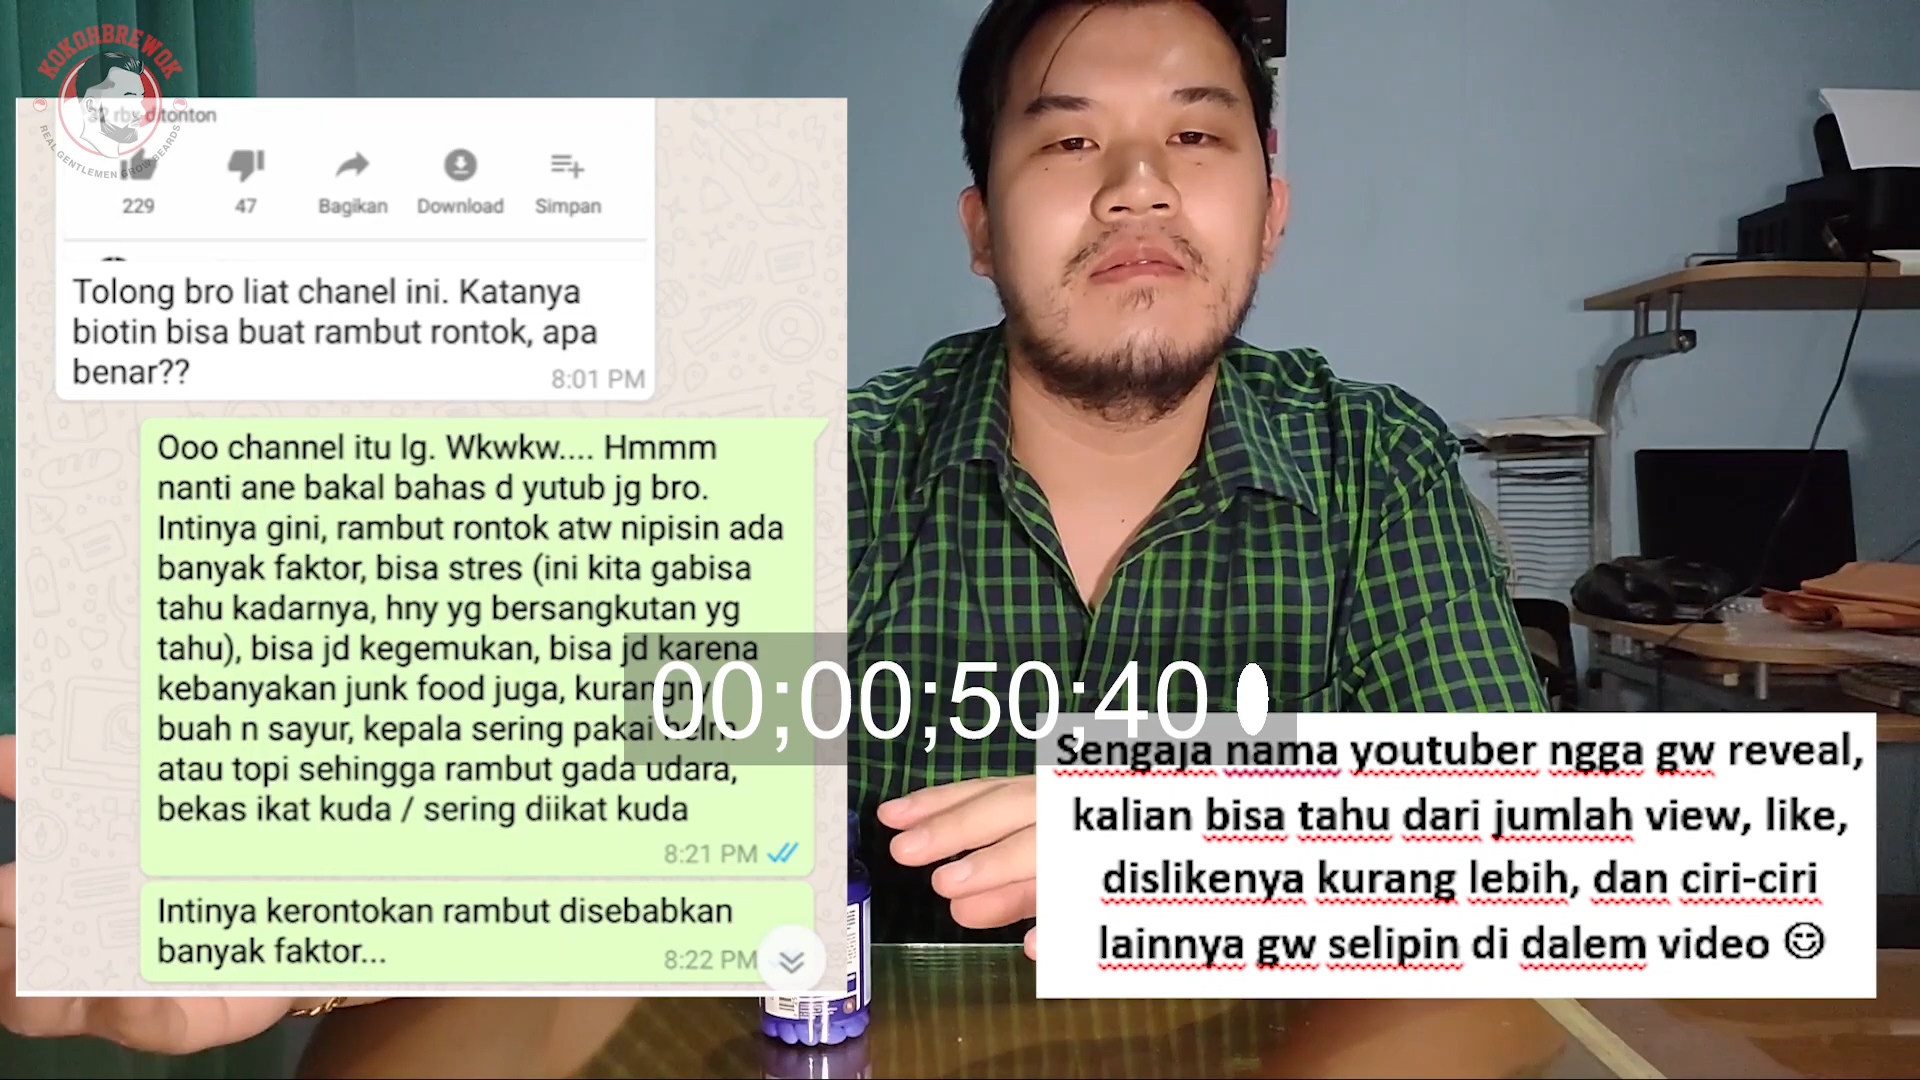 KOKOHBREWOK
REAL GENTLEMEN GROW BEARDS
32 rb× ditonton
229
47
Bagikan
Download
Simpan
Tolong bro liat chanel ini. Katanya
biotin bisa buat rambut rontok, apa
benar??
8:01 PM
Ooo channel itu lg. Wkwkw.... Hmmm
nanti ane bakal bahas d yutub jg bro.
Intinya gini, rambut rontok atw nipisin ada
banyak faktor, bisa stres (ini kita gabisa
tahu kadarnya, hny yg bersangkutan yg
tahu), bisa jd kegemukan, bisa jd karena
kebanyakan junk food juga, kurangny
buah n sayur, kepala sering pakai helm
atau topi sehingga rambut gada udara,
bekas ikat kuda / sering diikat kuda
8:21 PM
Intinya kerontokan rambut disebabkan
banyak faktor...
8:22 PM
00;00;50;40
Sengaja nama youtuber ngga gw reveal,
kalian bisa tahu dari jumlah view, like,
dislikenya kurang lebih, dan ciri-ciri
lainnya gw selipin di dalem video